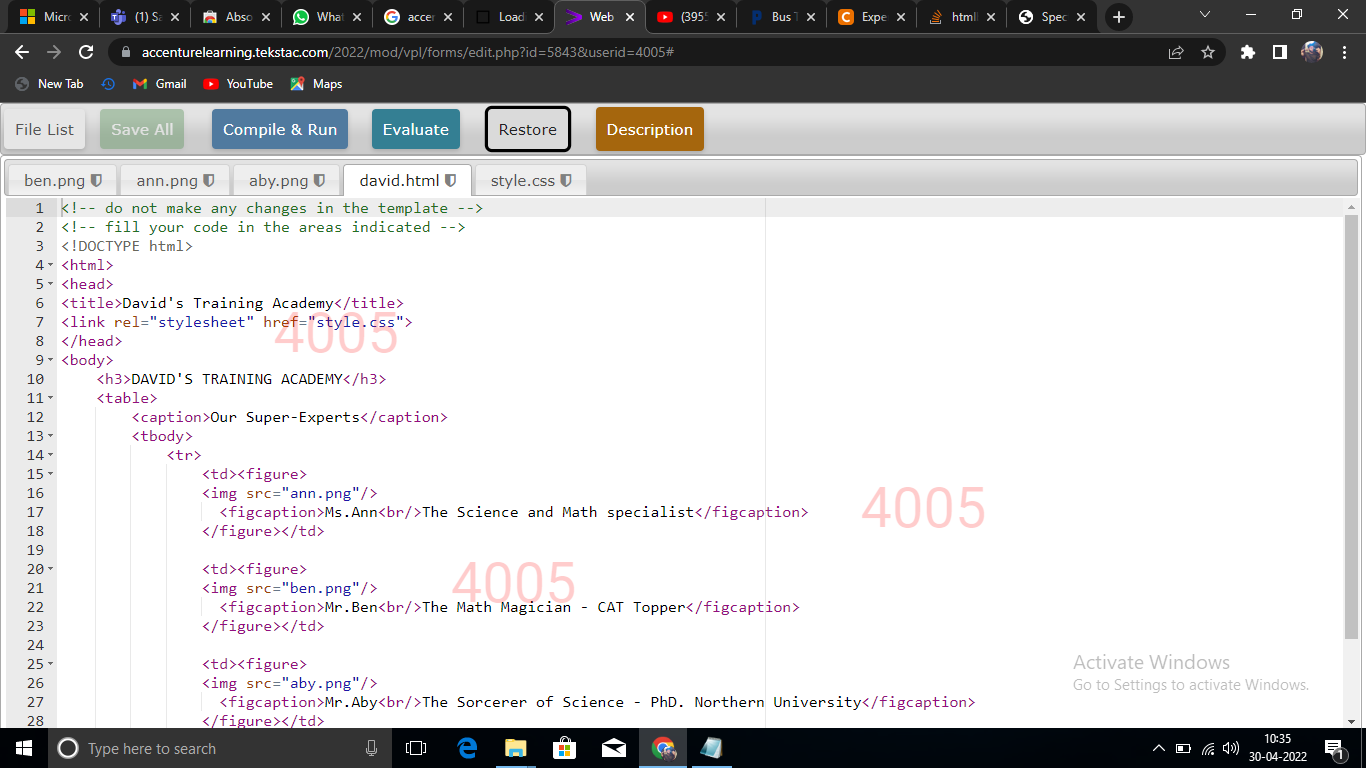 Micro
(1) Sa
Abso
What
accer
Loadi
Web
(3955
Bus T
Expe
html
Spec
accenturelearning.tekstac.com/2022/mod/vpl/forms/edit.php?id=5843&userid=4005#
New Tab
Gmail
YouTube
Maps
File List
Save All
Compile & Run
Evaluate
Restore
Description
ben.png
ann.png
aby.png
david.html
style.css
1 <!-- do not make any changes in the template -->
2 <!-- fill your code in the areas indicated -->
3 <!DOCTYPE html>
4 <html>
5 <head>
6 <title>David's Training Academy</title>
7 <link rel="stylesheet" href="style.css">
4005
8 </head>
9 <body>
10 <h3>DAVID'S TRAINING ACADEMY</h3>
11 <table>
12 <caption>Our Super-Experts</caption>
13 <tbody>
14 <tr>
15 <td><figure>
16 <img src="ann.png"/>
17 <figcaption>Ms.Ann<br/>The Science and Math specialist</figcaption>
4005
18 </figure></td>
19
20 <td><figure>
21 <img src="ben.png"/>
4005
22 <figcaption>Mr.Ben<br/>The Math Magician - CAT Topper</figcaption>
23 </figure></td>
24
25 <td><figure>
26 <img src="aby.png"/>
27 <figcaption>Mr.Aby<br/>The Sorcerer of Science - PhD. Northern University</figcaption>
28 </figure></td>
Activate Windows
Go to Settings to activate Windows.
Type here to search
10:35
30-04-2022
1